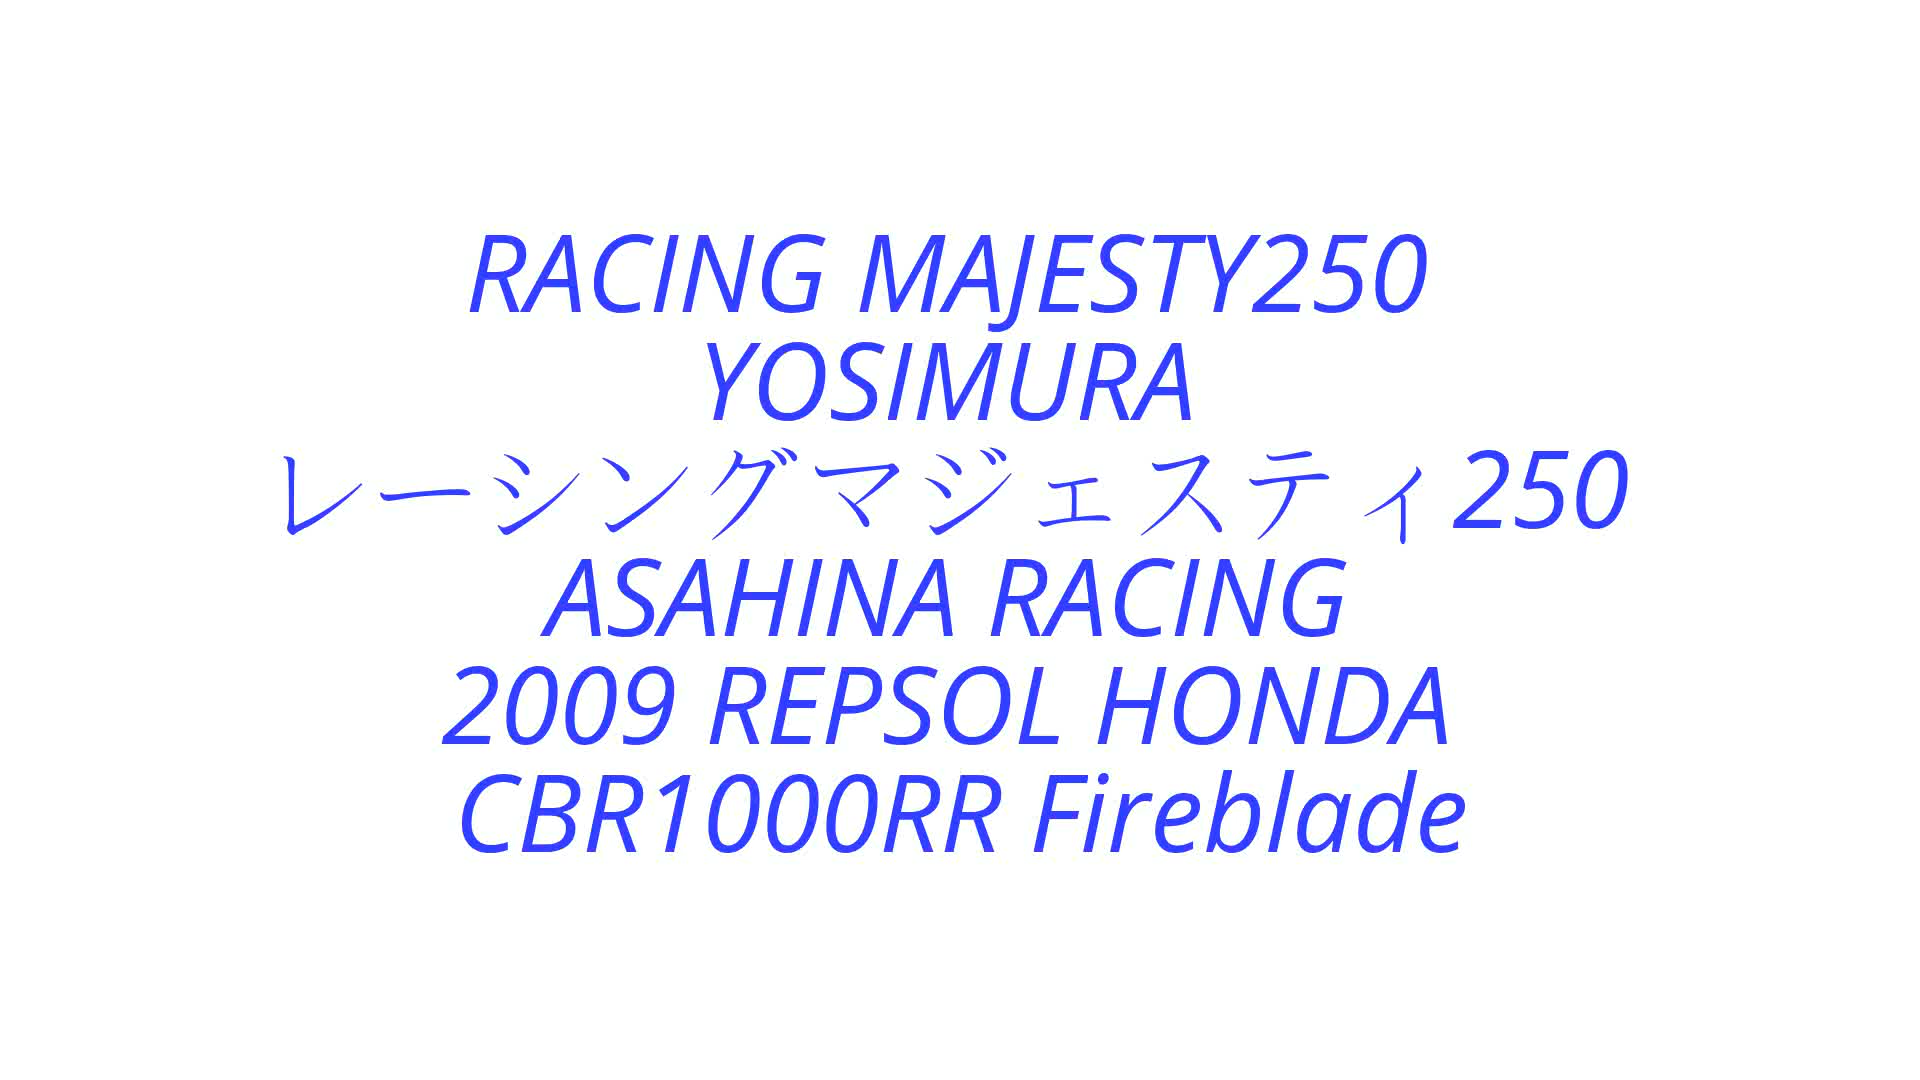 RACING MAJESTY250
YOSIMURA
レーシングマジェスティ250
ASAHINA RACING
2009 REPSOL HONDA
CBR1000RR Fireblade